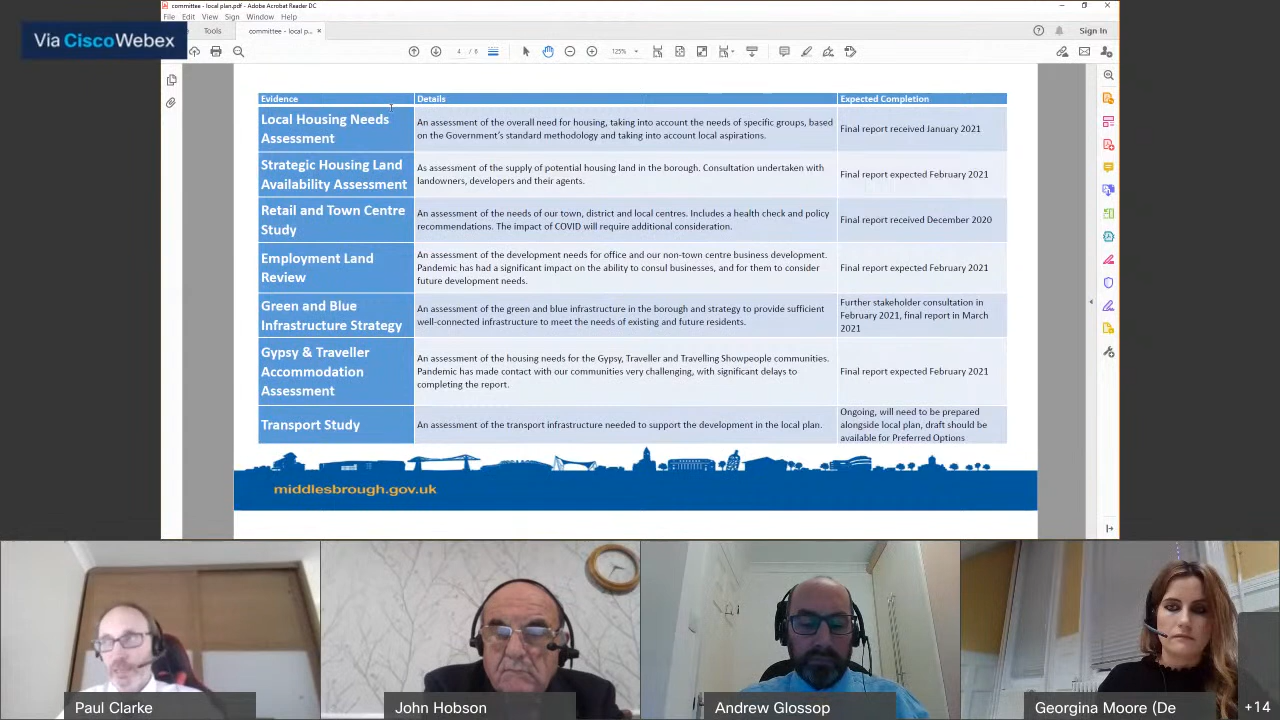 committee - local plan.pdf - Adobe Acrobat Reader DC
File Edit View Sign Window Help
Via Cisco Webex
Tools
committee - local p... ×
Sign In
4 / 6
125%
Evidence Details Expected Completion
Local Housing Needs
Assessment
An assessment of the overall need for housing, taking into account the needs of specific groups, based
on the Government's standard methodology and taking into account local aspirations.
Final report received January 2021
Strategic Housing Land
Availability Assessment
As assessment of the supply of potential housing land in the borough. Consultation undertaken with
landowners, developers and their agents.
Final report expected February 2021
Retail and Town Centre
Study
An assessment of the needs of our town, district and local centres. Includes a health check and policy
recommendations. The impact of COVID will require additional consideration.
Final report received December 2020
Employment Land
Review
An assessment of the development needs for office and our non-town centre business development.
Pandemic has had a significant impact on the ability to consul businesses, and for them to consider
future development needs.
Final report expected February 2021
Green and Blue
Infrastructure Strategy
An assessment of the green and blue infrastructure in the borough and strategy to provide sufficient
well-connected infrastructure to meet the needs of existing and future residents.
Further stakeholder consultation in
February 2021, final report in March
2021
Gypsy & Traveller
Accommodation
Assessment
An assessment of the housing needs for the Gypsy, Traveller and Travelling Showpeople communities.
Pandemic has made contact with our communities very challenging, with significant delays to
completing the report.
Final report expected February 2021
Transport Study
An assessment of the transport infrastructure needed to support the development in the local plan.
Ongoing, will need to be prepared
alongside local plan, draft should be
available for Preferred Options
middlesbrough.gov.uk
Paul Clarke
John Hobson
Andrew Glossop
Georgina Moore (De
+14